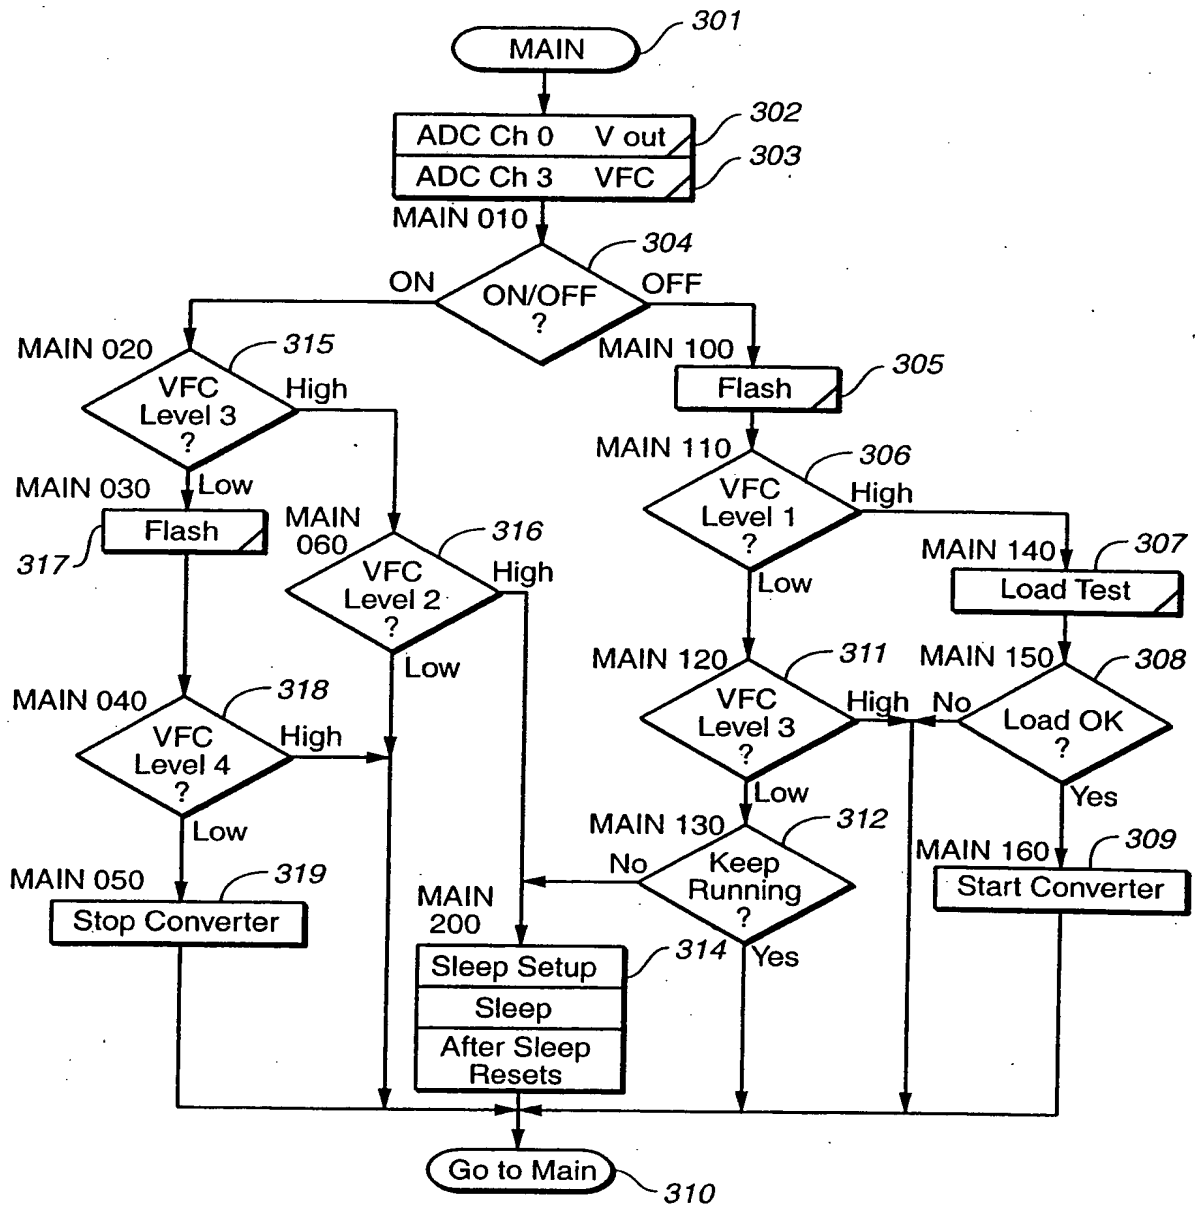 301
MAIN
302
ADC Ch 0 V out
303
ADC Ch 3 VFC
MAIN 010
304
ON
ON/OFF
?
OFF
MAIN 020
315
VFC
Level 3
?
High
Low
MAIN 100
305
Flash
MAIN 110
306
VFC
Level 1
?
High
Low
MAIN 030
Flash
317
MAIN
060
316
VFC
Level 2
?
High
Low
MAIN 140
307
Load Test
MAIN 040
318
VFC
Level 4
?
High
Low
MAIN 120
311
VFC
Level 3
?
High
Low
MAIN 150
308
No
Load OK
?
Yes
MAIN 130
312
No
Keep
Running
?
Yes
MAIN 160
309
Start Converter
MAIN 050
319
Stop Converter
MAIN
200
314
Sleep Setup
Sleep
After Sleep
Resets
Go to Main
310